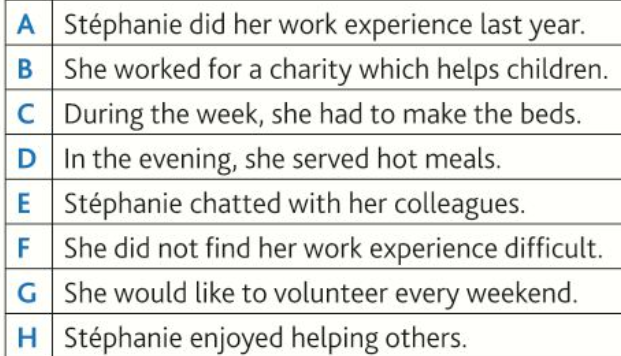 A Stéphanie did her work experience last year.
B She worked for a charity which helps children.
C During the week, she had to make the beds.
D In the evening, she served hot meals.
E Stéphanie chatted with her colleagues.
F She did not find her work experience difficult.
G She would like to volunteer every weekend.
H Stéphanie enjoyed helping others.